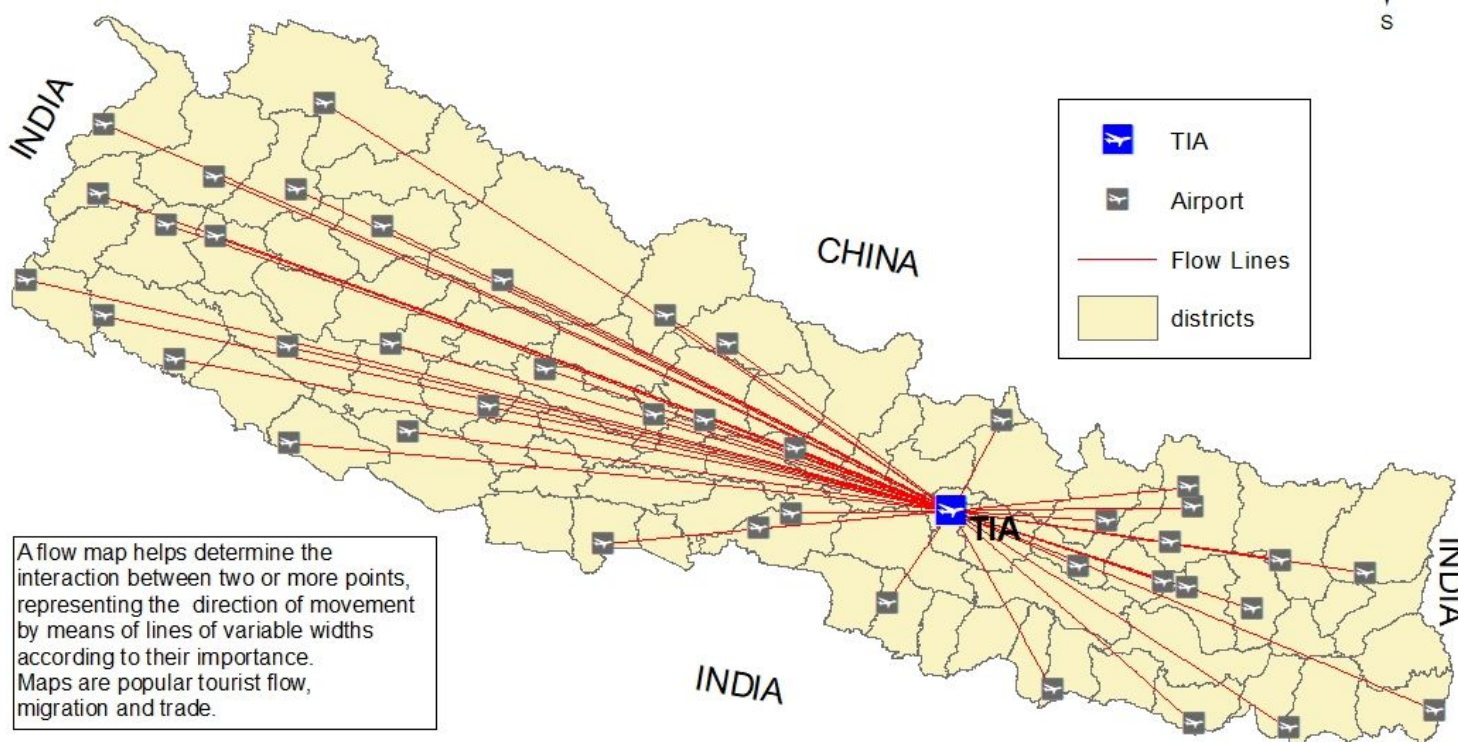 S
INDIA
CHINA
TIA
Airport
Flow Lines
districts
TIA
INDIA
INDIA
A flow map helps determine the
interaction between two or more points,
representing the direction of movement
by means of lines of variable widths
according to their importance.
Maps are popular tourist flow,
migration and trade.